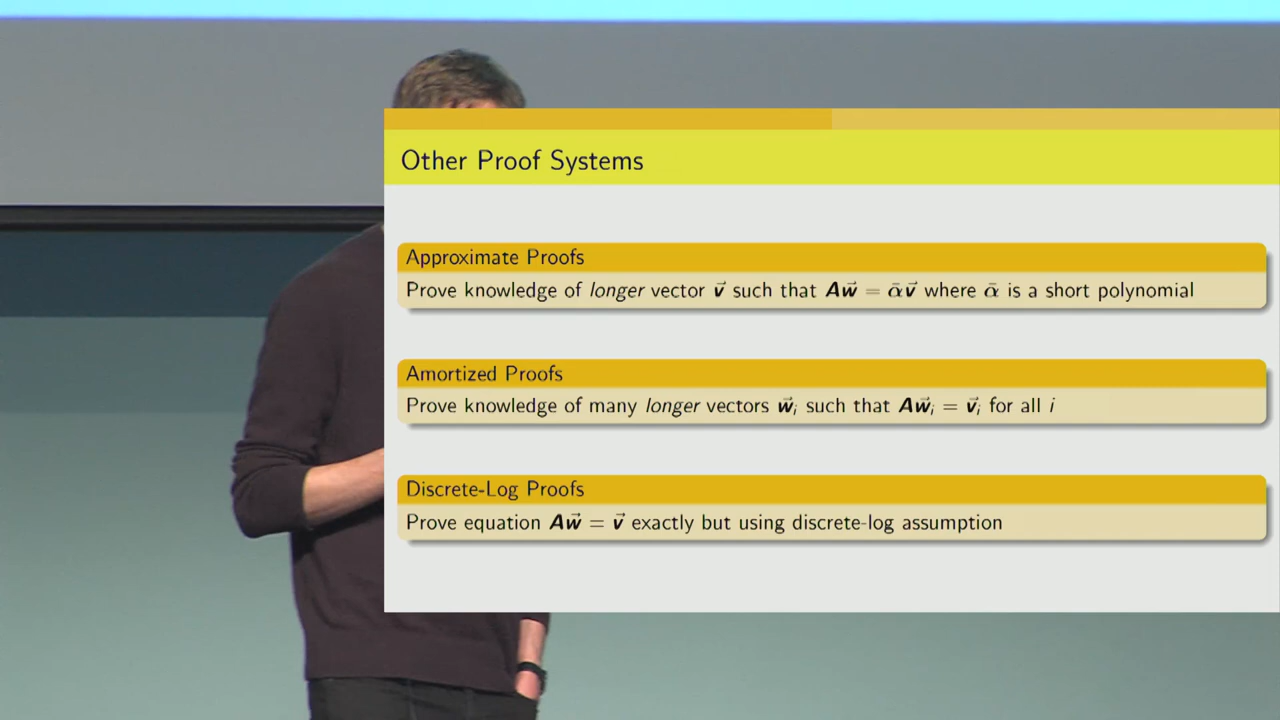 Other Proof Systems
Approximate Proofs
Prove knowledge of longer vector v⃗ such that Aw⃗ = ᾱv⃗ where ᾱ is a short polynomial
Amortized Proofs
Prove knowledge of many longer vectors w⃗ᵢ such that Aw⃗ᵢ = v⃗ᵢ for all i
Discrete-Log Proofs
Prove equation Aw⃗ = v⃗ exactly but using discrete-log assumption